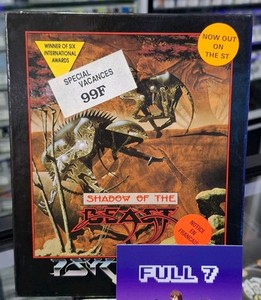 WINNER OF SIX
INTERNATIONAL
AWARDS
NOW OUT
ON
THE ST
SPECIAL
VACANCES
99F
SHADOW OF THE
BEAST
NOTICE
EN
FRANÇAIS
FULL 7